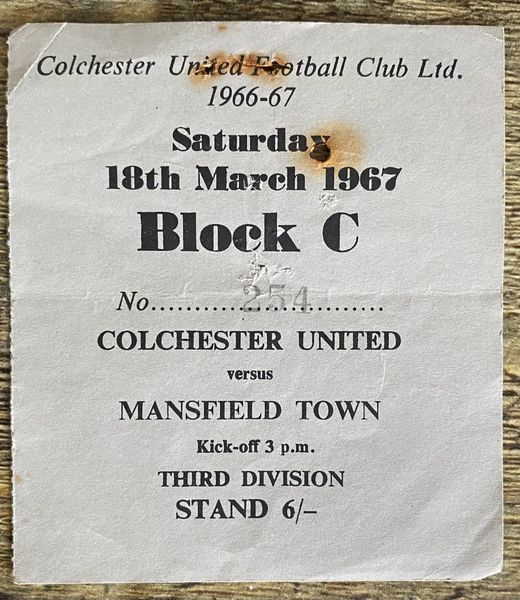 Colchester United Football Club Ltd.
1966-67
Saturday
18th March 1967
Block C
No.............254.............
COLCHESTER UNITED
versus
MANSFIELD TOWN
Kick-off 3 p.m.
THIRD DIVISION
STAND 6/–